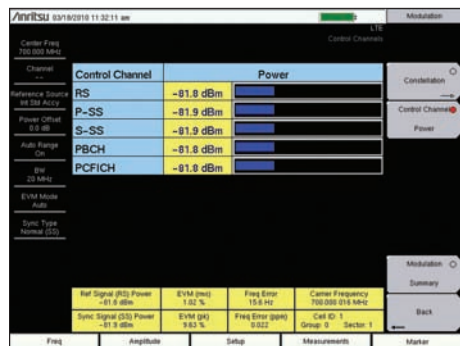 Anritsu 03/18/2010 11:32:11 am
Modulation
LTE
Control Channels
Center Freq
700.000 MHz
Channel
--
Reference Source
Int Std Accy
Power Offset
0.0 dB
Auto Range
On
BW
20 MHz
EVM Mode
Auto
Sync Type
Normal (SS)
Control Channel Power
RS -81.8 dBm
P-SS -81.9 dBm
S-SS -81.9 dBm
PBCH -81.8 dBm
PCFICH -81.8 dBm
Constellation
Control Channel
Power
Modulation
Summary
Back
Ref Signal (RS) Power EVM (rms) Freq Error Carrier Frequency
-81.8 dBm 1.02 % 15.6 Hz 700.000 016 MHz
Sync Signal (SS) Power EVM (pk) Freq Error (ppm) Cell ID: 1
-81.9 dBm 9.63 % 0.022 Group: 0 Sector: 1
Freq Amplitude Setup Measurements Marker